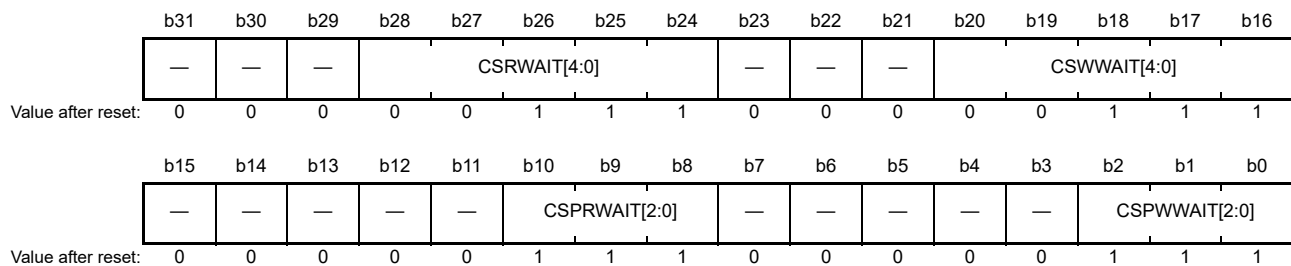 b31 b30 b29 b28 b27 b26 b25 b24 b23 b22 b21 b20 b19 b18 b17 b16
— — — CSRWAIT[4:0] — — — CSWWAIT[4:0]
Value after reset: 0 0 0 0 0 1 1 1 0 0 0 0 0 1 1 1
b15 b14 b13 b12 b11 b10 b9 b8 b7 b6 b5 b4 b3 b2 b1 b0
— — — — — CSPRWAIT[2:0] — — — — — CSPWWAIT[2:0]
Value after reset: 0 0 0 0 0 1 1 1 0 0 0 0 0 1 1 1